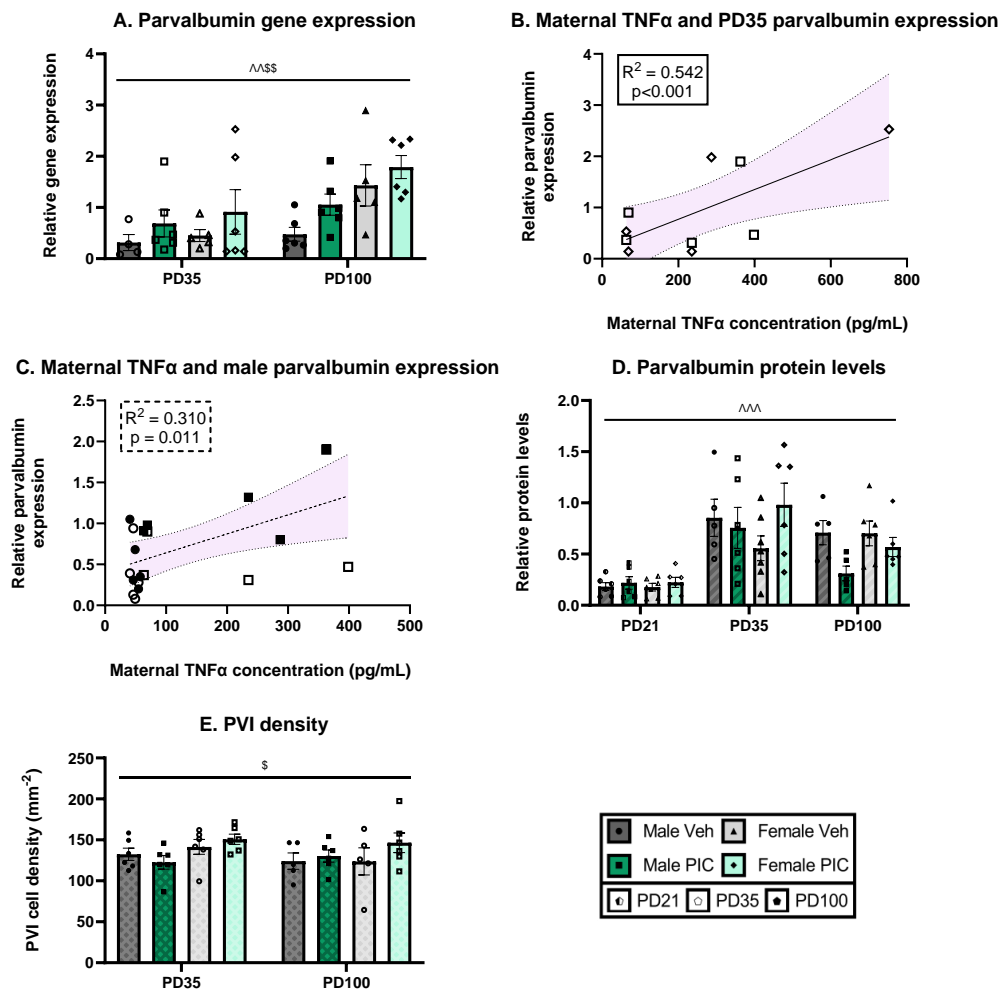 A. Parvalbumin gene expression
Relative gene expression
4
3
2
1
0
ΛΛ$$
PD35
PD100
B. Maternal TNFα and PD35 parvalbumin expression
Relative parvalbumin
expression
4
3
2
1
0
R² = 0.542
p<0.001
0
200
400
600
800
Maternal TNFα concentration (pg/mL)
C. Maternal TNFα and male parvalbumin expression
Relative parvalbumin
expression
2.5
2.0
1.5
1.0
0.5
0.0
R² = 0.310
p = 0.011
0
100
200
300
400
500
Maternal TNFα concentration (pg/mL)
D. Parvalbumin protein levels
Relative protein levels
2.0
1.5
1.0
0.5
0.0
ΛΛΛ
PD21
PD35
PD100
E. PVI density
PVI cell density (mm⁻²)
250
200
150
100
50
0
$
PD35
PD100
Male Veh
Female Veh
Male PIC
Female PIC
PD21
PD35
PD100